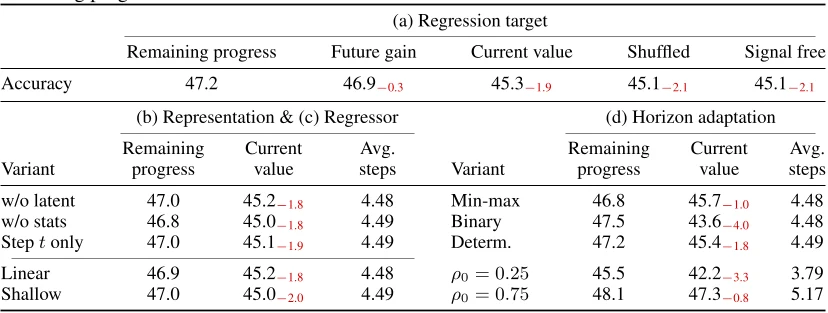 (a) Regression target
Remaining progress Future gain Current value Shuffled Signal free
Accuracy 47.2 46.9−0.3 45.3−1.9 45.1−2.1 45.1−2.1
(b) Representation & (c) Regressor
Variant Remaining progress Current value Avg. steps
w/o latent 47.0 45.2−1.8 4.48
w/o stats 46.8 45.0−1.8 4.49
Step t only 47.0 45.1−1.9 4.49
Linear 46.9 45.2−1.8 4.48
Shallow 47.0 45.0−2.0 4.49
(d) Horizon adaptation
Variant Remaining progress Current value Avg. steps
Min-max 46.8 45.7−1.0 4.48
Binary 47.5 43.6−4.0 4.48
Determ. 47.2 45.4−1.8 4.49
ρ0 = 0.25 45.5 42.2−3.3 3.79
ρ0 = 0.75 48.1 47.3−0.8 5.17